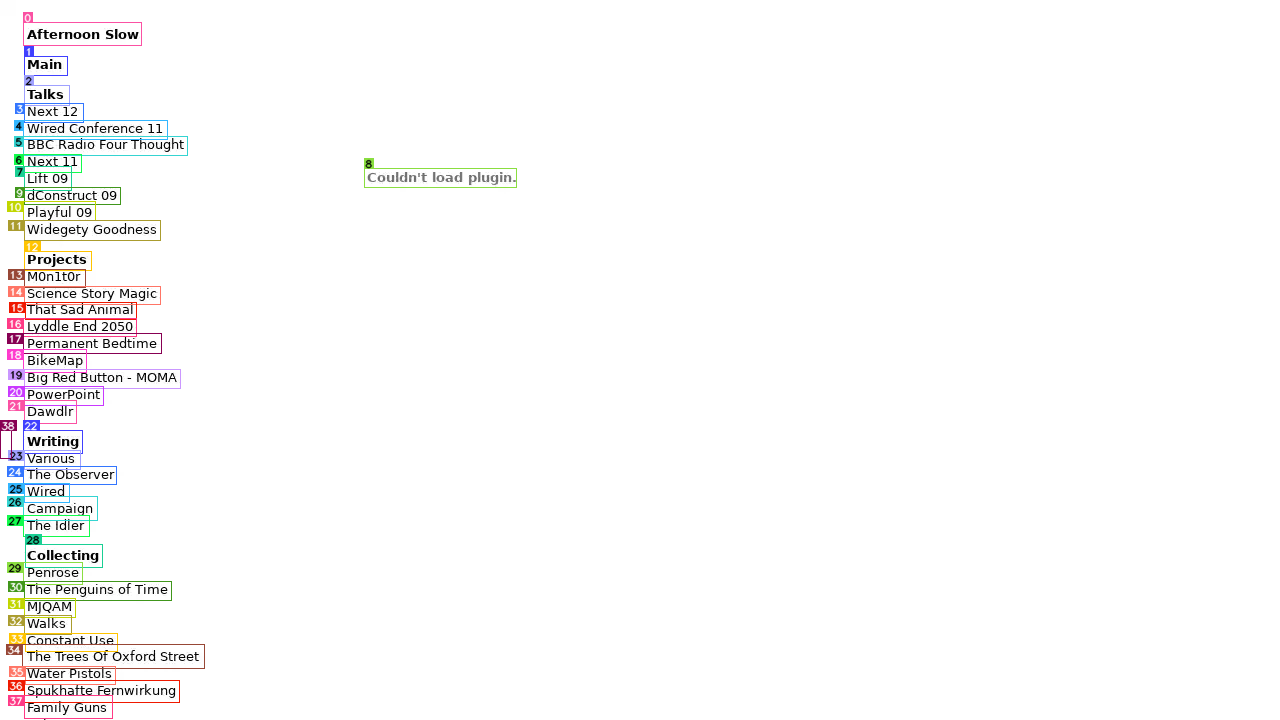 0
Afternoon Slow
1
Main
2
Talks
3 Next 12
4 Wired Conference 11
5 BBC Radio Four Thought
6 Next 11
7 Lift 09
8
Couldn't load plugin.
9 dConstruct 09
10 Playful 09
11 Widegety Goodness
12
Projects
13 M0n1t0r
14 Science Story Magic
15 That Sad Animal
16 Lyddle End 2050
17 Permanent Bedtime
18 BikeMap
19 Big Red Button - MOMA
20 PowerPoint
21 Dawdlr
38 22
Writing
23 Various
24 The Observer
25 Wired
26 Campaign
27 The Idler
28
Collecting
29 Penrose
30 The Penguins of Time
31 MJQAM
32 Walks
33 Constant Use
34 The Trees Of Oxford Street
35 Water Pistols
36 Spukhafte Fernwirkung
37 Family Guns